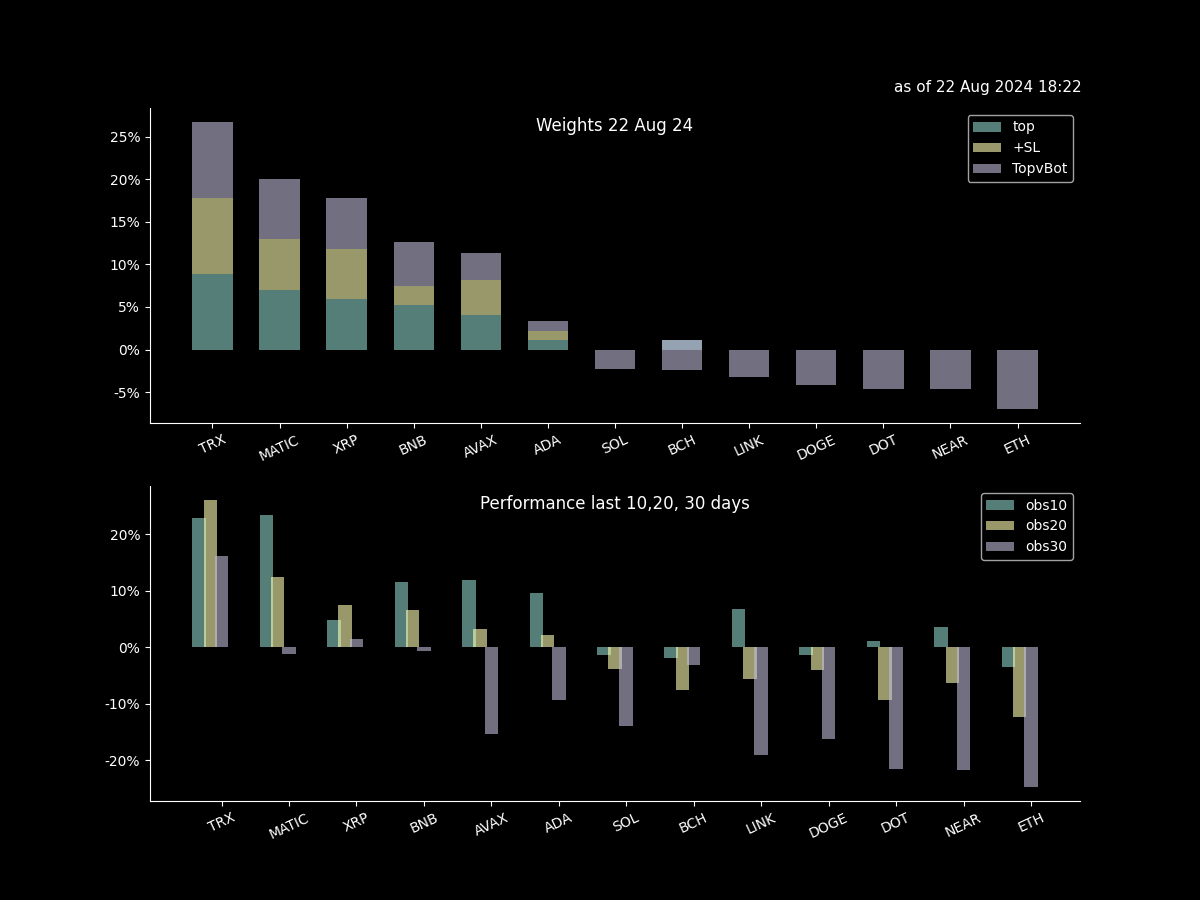 as of 22 Aug 2024 18:22
Weights 22 Aug 24
top
+SL
TopvBot
25%
20%
15%
10%
5%
0%
-5%
TRX MATIC XRP BNB AVAX ADA SOL BCH LINK DOGE DOT NEAR ETH
Performance last 10,20, 30 days
obs10
obs20
obs30
20%
10%
0%
-10%
-20%
TRX MATIC XRP BNB AVAX ADA SOL BCH LINK DOGE DOT NEAR ETH